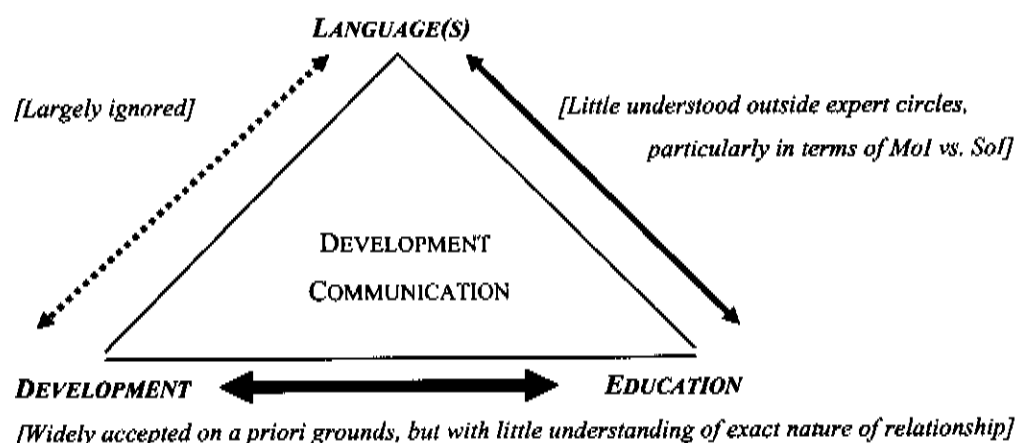 LANGUAGE(S)
[Largely ignored]
[Little understood outside expert circles,
particularly in terms of MoI vs. SoI]
DEVELOPMENT
COMMUNICATION
DEVELOPMENT
EDUCATION
[Widely accepted on a priori grounds, but with little understanding of exact nature of relationship]